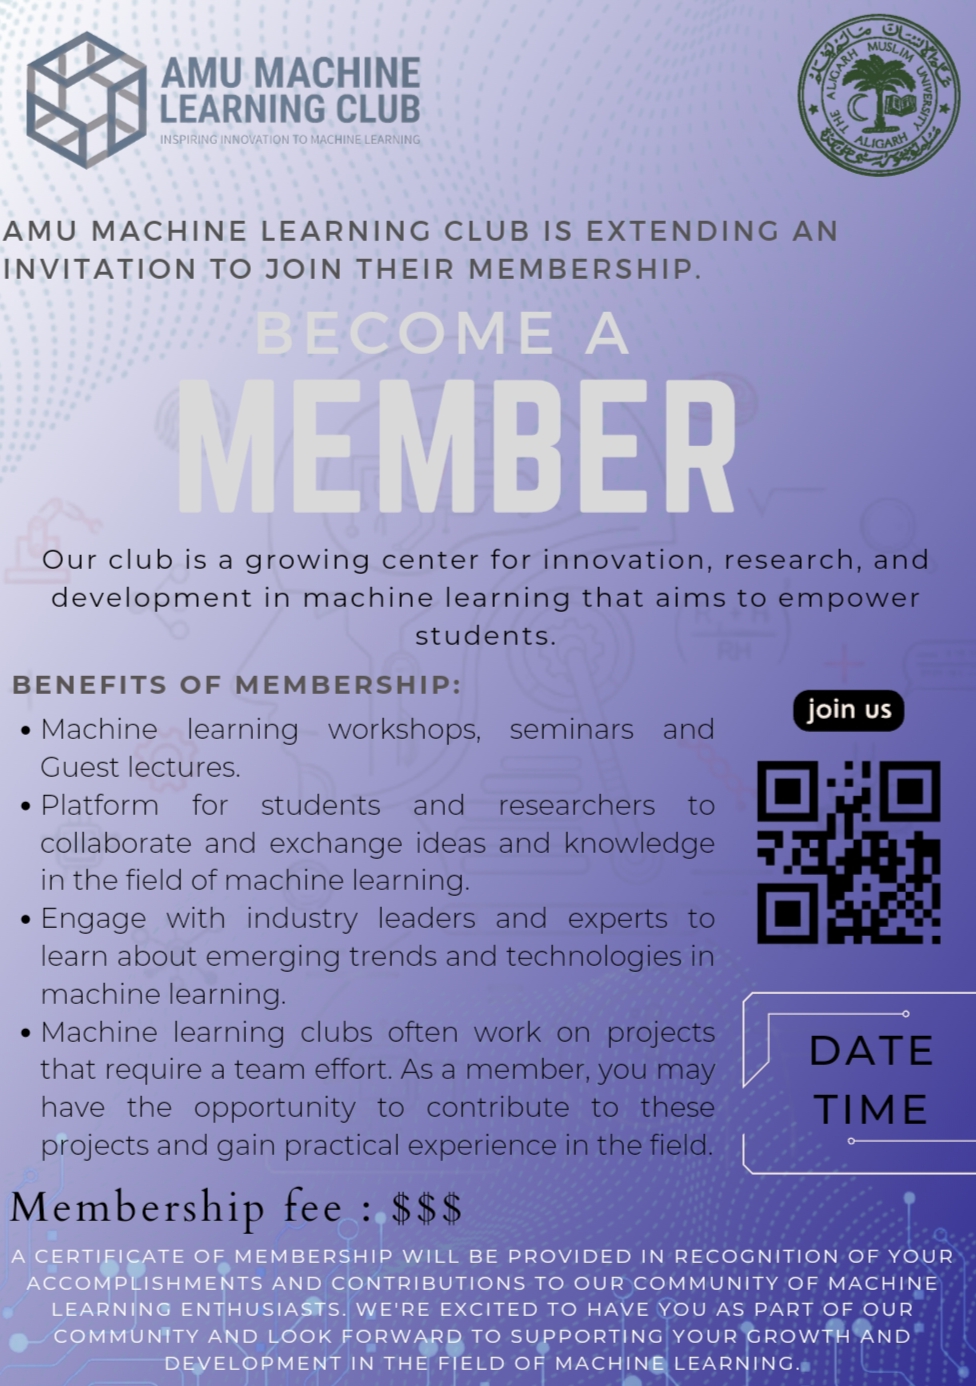 AMU MACHINE
LEARNING CLUB
INSPIRING INNOVATION TO MACHINE LEARNING
THE ALIGARH MUSLIM UNIVERSITY
ALIGARH
AMU MACHINE LEARNING CLUB IS EXTENDING AN
INVITATION TO JOIN THEIR MEMBERSHIP.
BECOME A
MEMBER
Our club is a growing center for innovation, research, and
development in machine learning that aims to empower
students.
BENEFITS OF MEMBERSHIP:
• Machine learning workshops, seminars and
Guest lectures.
• Platform for students and researchers to
collaborate and exchange ideas and knowledge
in the field of machine learning.
• Engage with industry leaders and experts to
learn about emerging trends and technologies in
machine learning.
• Machine learning clubs often work on projects
that require a team effort. As a member, you may
have the opportunity to contribute to these
projects and gain practical experience in the field.
join us
DATE
TIME
Membership fee : $$$
A CERTIFICATE OF MEMBERSHIP WILL BE PROVIDED IN RECOGNITION OF YOUR
ACCOMPLISHMENTS AND CONTRIBUTIONS TO OUR COMMUNITY OF MACHINE
LEARNING ENTHUSIASTS. WE'RE EXCITED TO HAVE YOU AS PART OF OUR
COMMUNITY AND LOOK FORWARD TO SUPPORTING YOUR GROWTH AND
DEVELOPMENT IN THE FIELD OF MACHINE LEARNING.